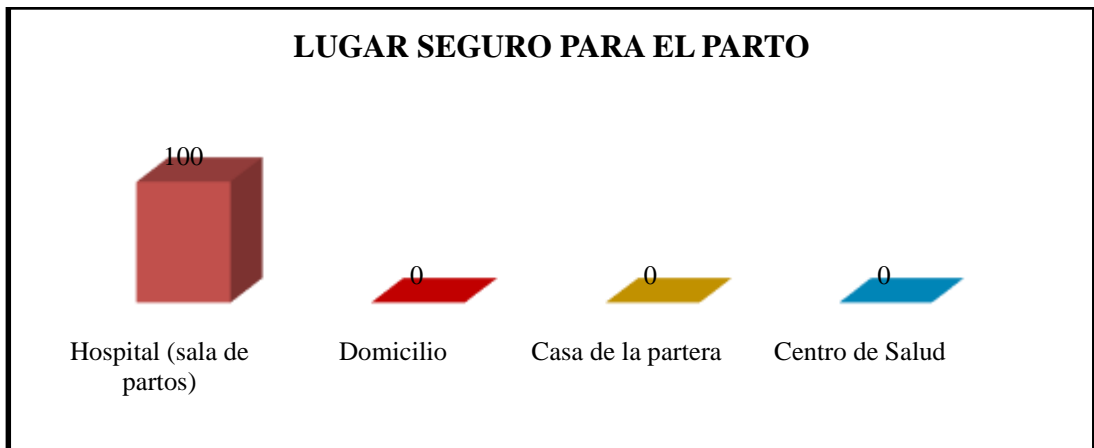 LUGAR SEGURO PARA EL PARTO
100
0
0
0
Hospital (sala de
partos)
Domicilio
Casa de la partera
Centro de Salud